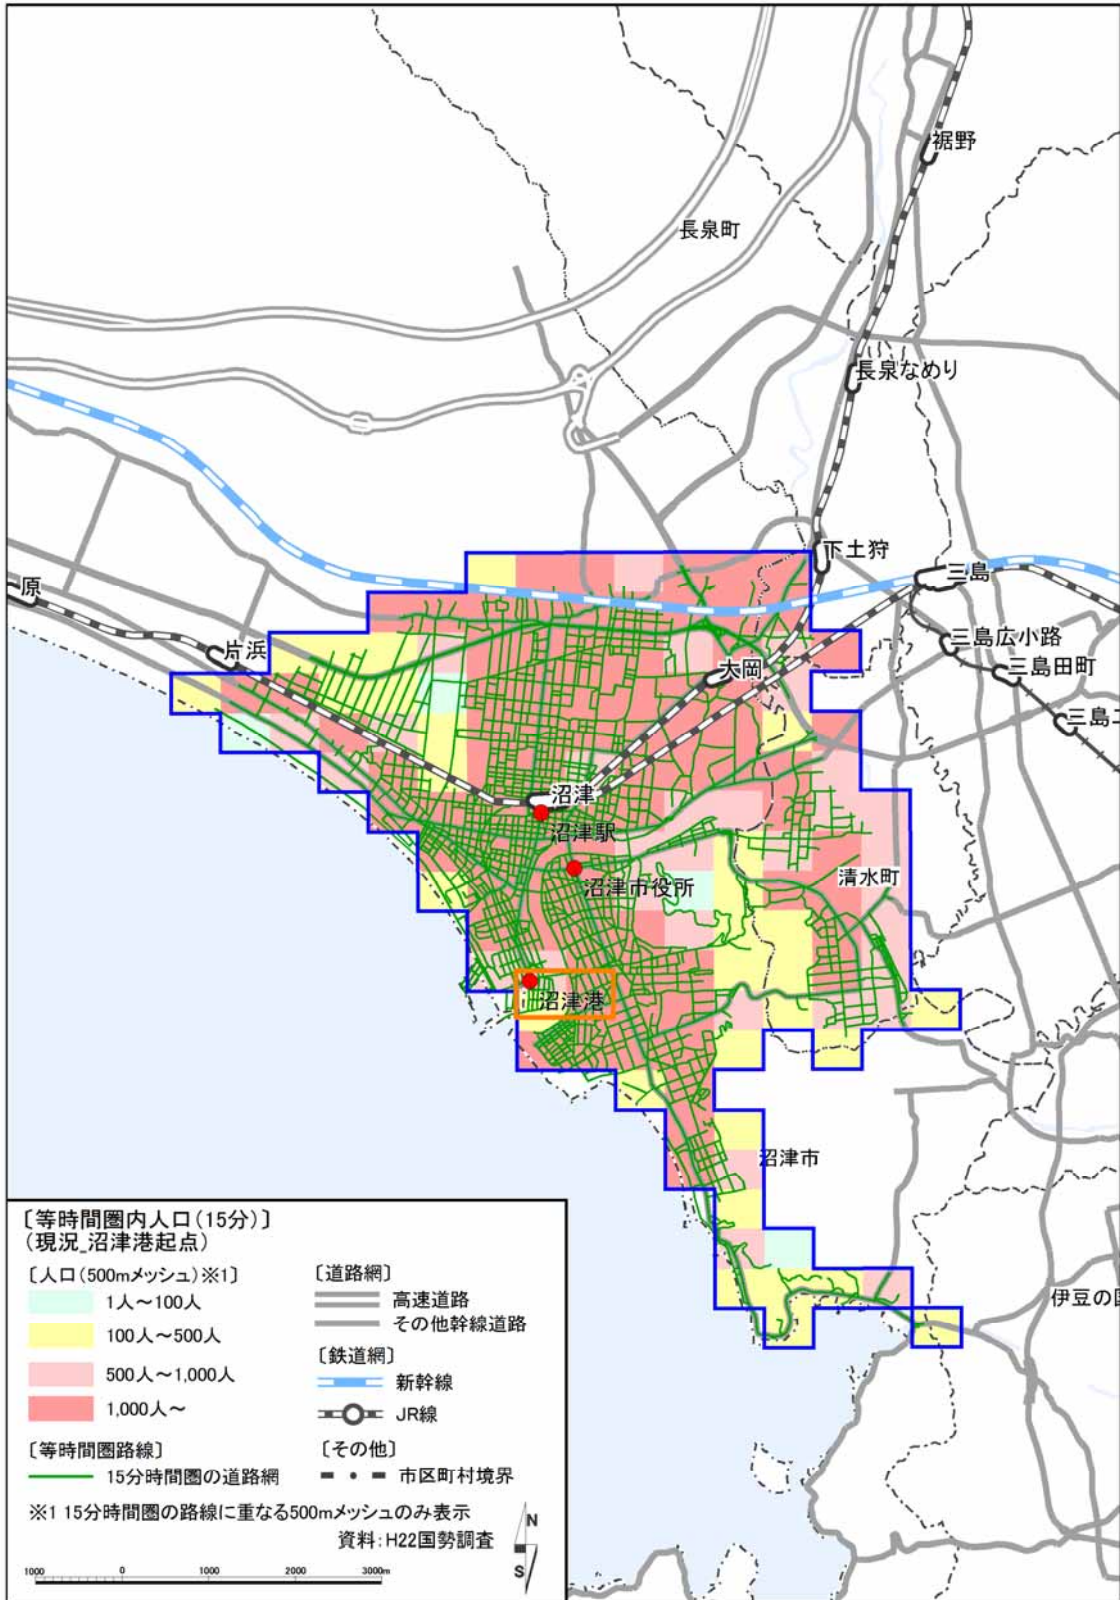 裾野
長泉町
長泉なめり
下土狩
三島
原
三島広小路
片浜
大岡
三島田町
三島二
沼津
沼津駅
沼津市役所
清水町
沼津港
沼津市
伊豆の国
〔等時間圏内人口(15分)〕
(現況_沼津港起点)
〔人口(500mメッシュ)※1〕
1人～100人
100人～500人
500人～1,000人
1,000人～
〔等時間圏路線〕
15分時間圏の道路網
〔道路網〕
高速道路
その他幹線道路
〔鉄道網〕
新幹線
JR線
〔その他〕
市区町村境界
※1 15分時間圏の路線に重なる500mメッシュのみ表示
資料：H22国勢調査
N
S
1000 0 1000 2000 3000m